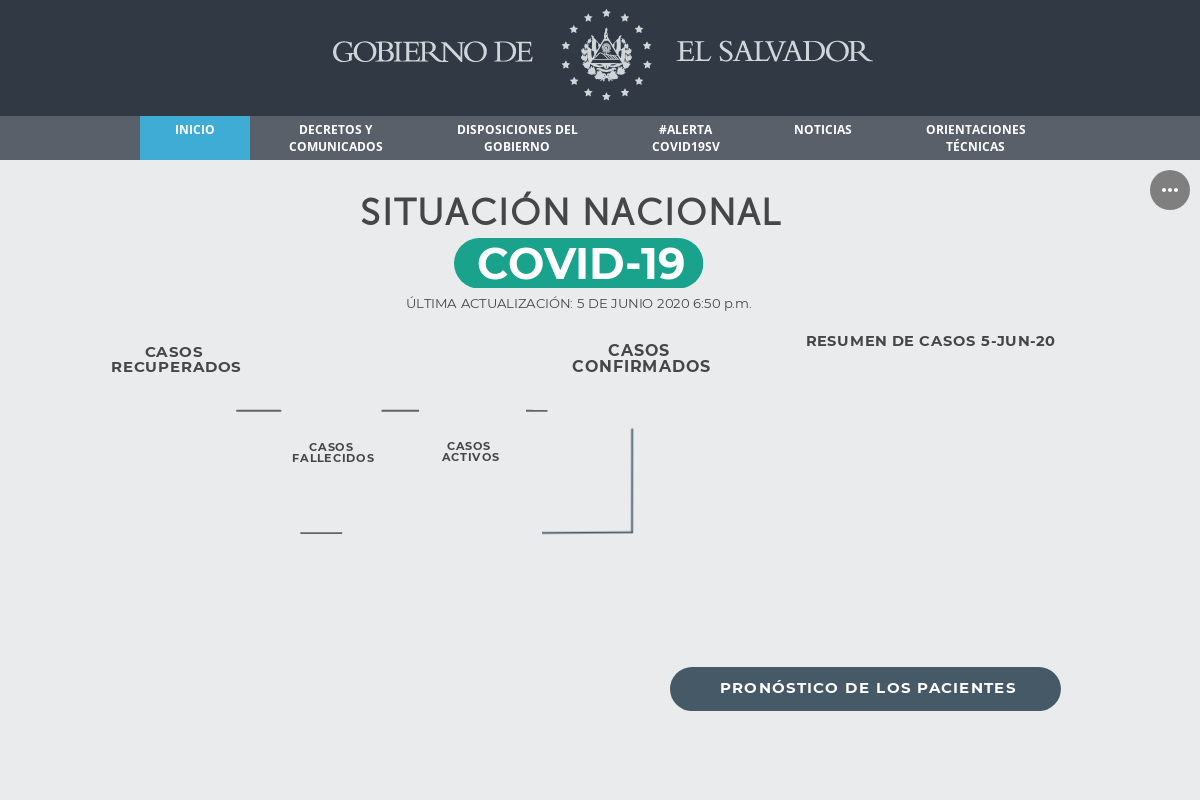 GOBIERNO DE EL SALVADOR
INICIO
DECRETOS Y
COMUNICADOS
DISPOSICIONES DEL
GOBIERNO
#ALERTA
COVID19SV
NOTICIAS
ORIENTACIONES
TÉCNICAS
SITUACIÓN NACIONAL
COVID-19
ÚLTIMA ACTUALIZACIÓN: 5 DE JUNIO 2020 6:50 p.m.
CASOS
RECUPERADOS
CASOS
CONFIRMADOS
RESUMEN DE CASOS 5-JUN-20
CASOS
FALLECIDOS
CASOS
ACTIVOS
PRONÓSTICO DE LOS PACIENTES